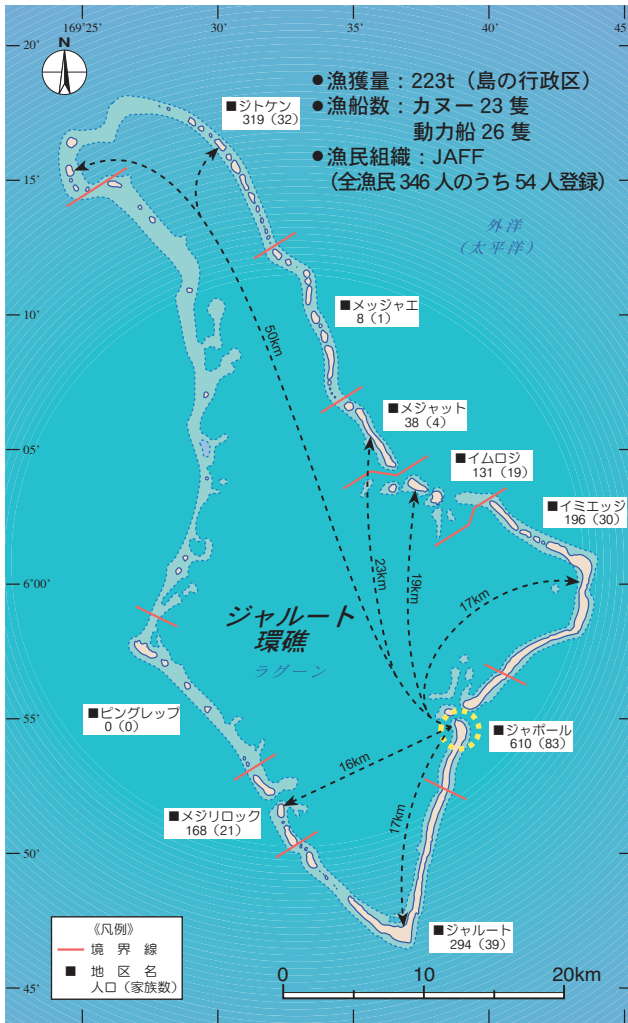 169°25′
30′
35′
40′
45′
20′
N
●漁獲量：223t（島の行政区）
●漁船数：カヌー 23 隻
動力船 26 隻
●漁民組織：JAFF
（全漁民 346 人のうち 54 人登録）
■ジトケン
319（32）
15′
外洋
（太平洋）
10′
■メッジャエ
8（1）
50km
■メジャット
38（4）
05′
■イムロジ
131（19）
■イミエッジ
196（30）
23km
19km
17km
6°00′
ジャルート
環礁
ラグーン
55′
■ピングレップ
0（0）
■ジャポール
610（83）
16km
17km
■メジリロック
168（21）
50′
■ジャルート
294（39）
《凡例》
境 界 線
■ 地 区 名
人口（家族数）
0 10 20km
45′